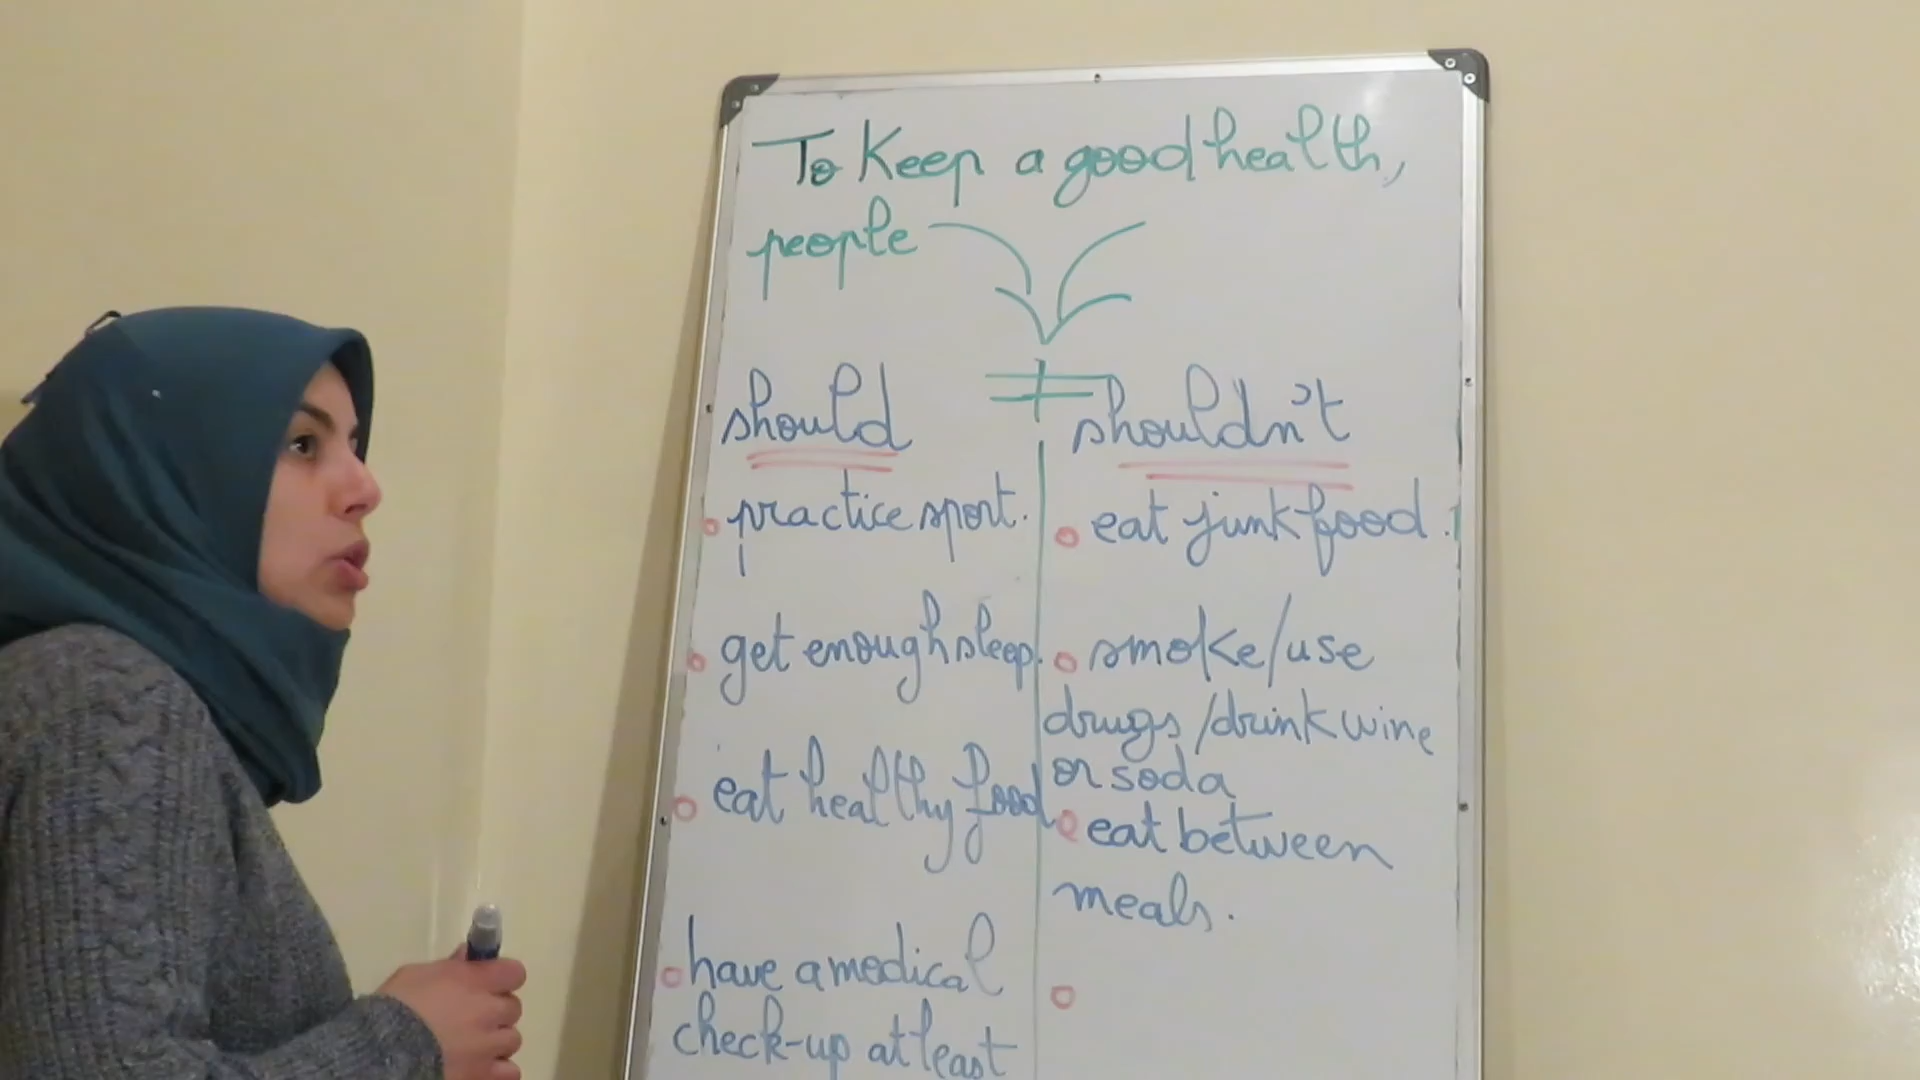 To Keep a good health,
people
should
practice sport.
get enough sleep.
eat healthy food.
have a medical
check-up at least
shouldn't
eat junk food.
smoke/use
drugs/drink wine
or soda
eat between
meals.